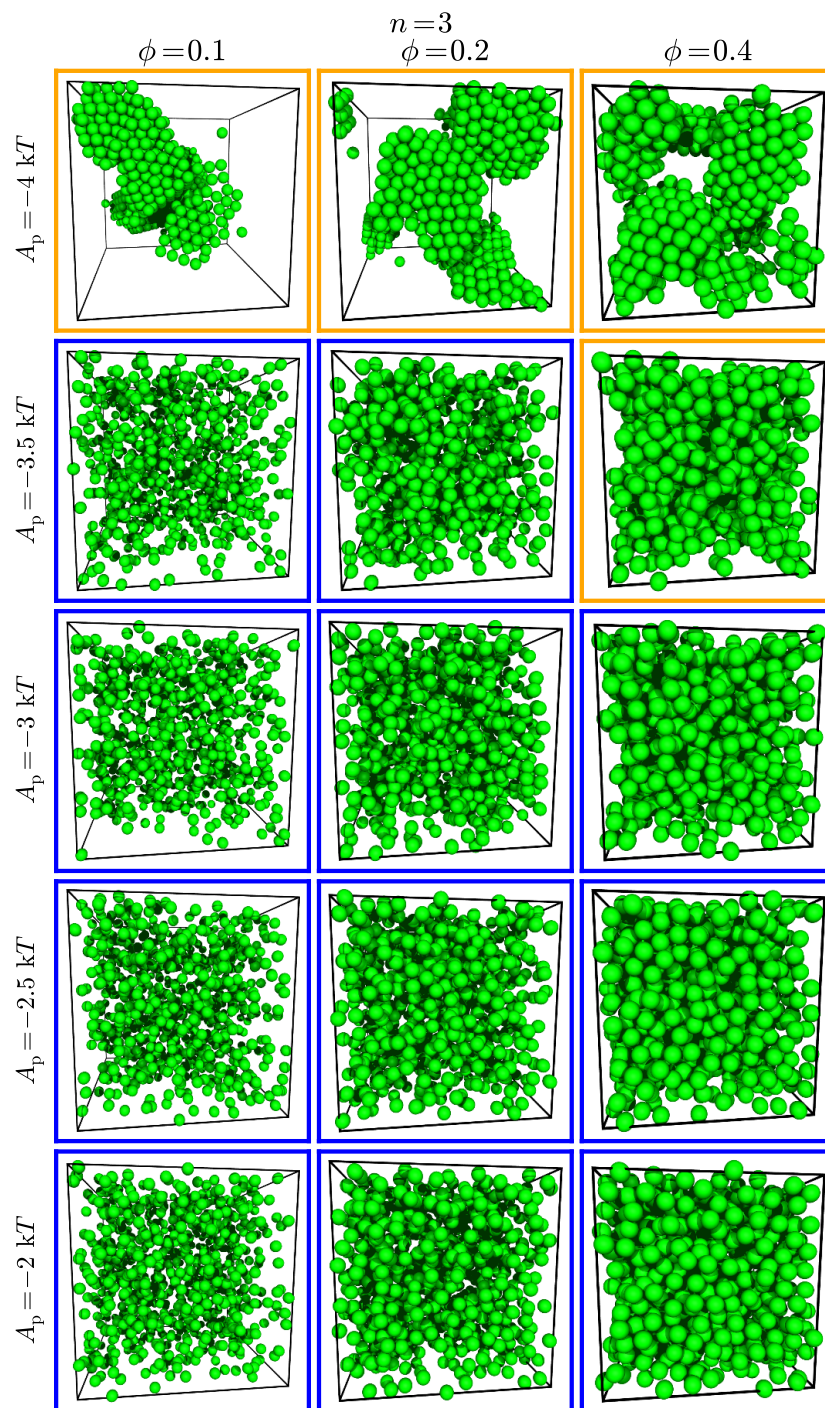 n=3
ϕ=0.1 ϕ=0.2 ϕ=0.4
A_p=−4 kT
A_p=−3.5 kT
A_p=−3 kT
A_p=−2.5 kT
A_p=−2 kT